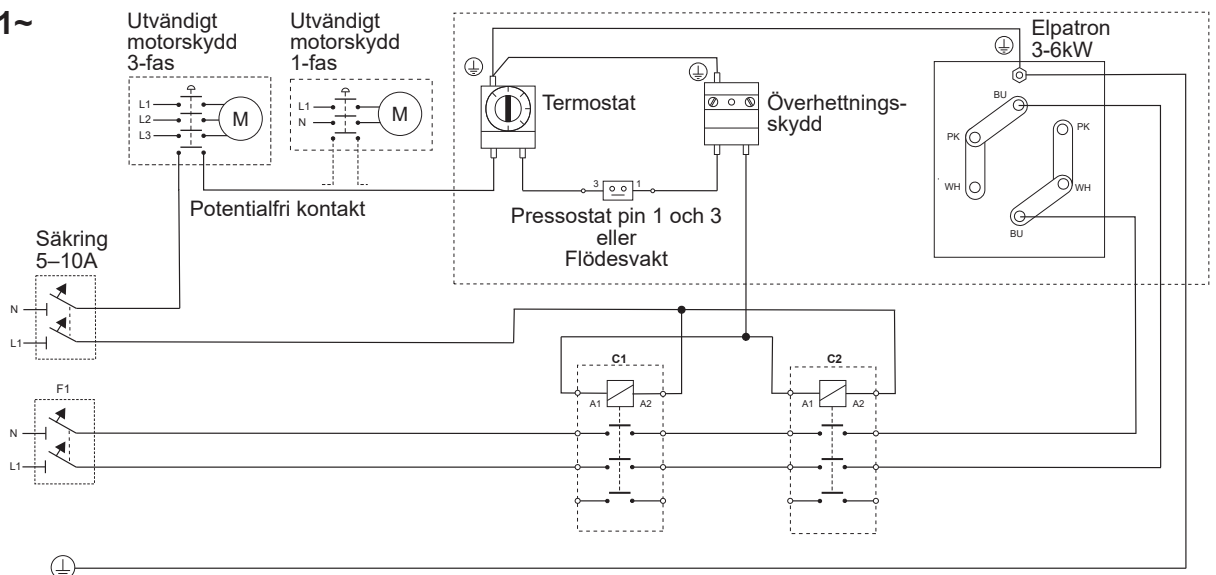 1~
Utvändigt
motorskydd
3-fas
L1
L2
L3
M
Utvändigt
motorskydd
1-fas
L1
N
M
Termostat
Överhettnings-
skydd
Elpatron
3-6kW
BU
PK
WH
PK
WH
BU
3
1
Potentialfri kontakt
Pressostat pin 1 och 3
eller
Flödesvakt
Säkring
5–10A
N
L1
C1
A1
A2
C2
A1
A2
F1
N
L1